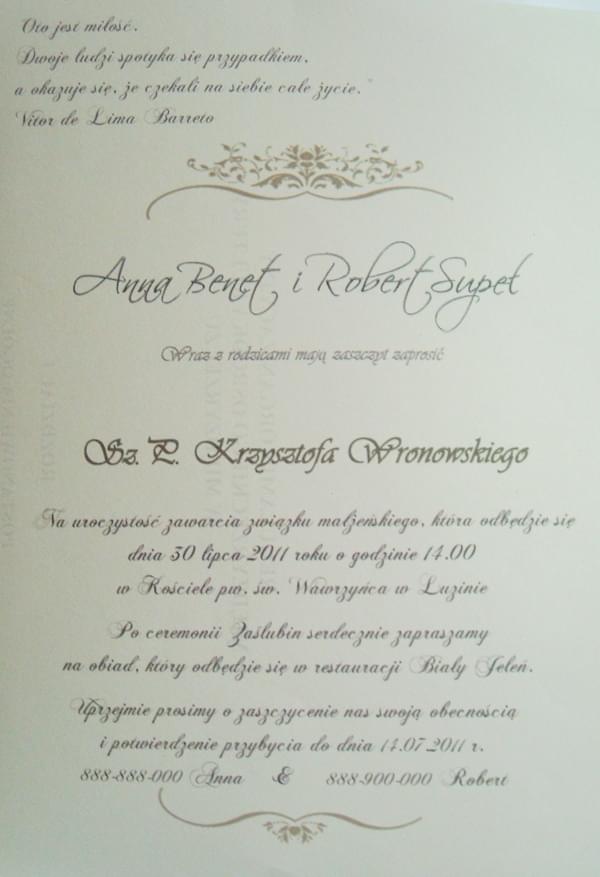 Oto jest miłość.
Dwoje ludzi spotyka się przypadkiem,
a okazuje się, że czekali na siebie całe życie.
Vitor de Lima Barreto
Anna Benet i Robert Supeł
Wraz z rodzicami mają zaszczyt zaprosić
Sz. P. Krzysztofa Wronowskiego
Na uroczystość zawarcia związku małżeńskiego, która odbędzie się
dnia 30 lipca 2011 roku o godzinie 14.00
w Kościele pw. św. Wawrzyńca w Luzinie
Po ceremonii Zaślubin serdecznie zapraszamy
na obiad, który odbędzie się w restauracji Biały Jeleń.
Uprzejmie prosimy o zaszczycenie nas swoją obecnością
i potwierdzenie przybycia do dnia 14.07.2011 r.
888-888-000 Anna & 888-900-000 Robert